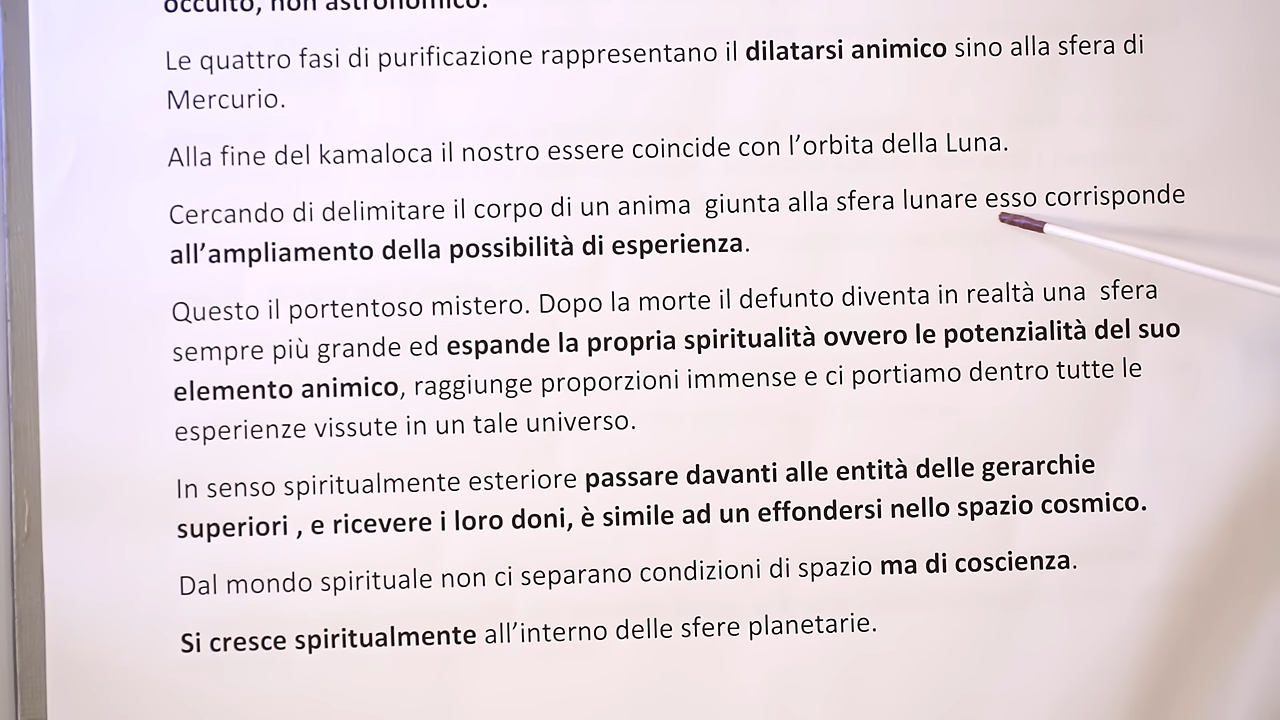 occulto, non astronomico.
Le quattro fasi di purificazione rappresentano il dilatarsi animico sino alla sfera di
Mercurio.
Alla fine del kamaloca il nostro essere coincide con l’orbita della Luna.
Cercando di delimitare il corpo di un anima  giunta alla sfera lunare esso corrisponde
all’ampliamento della possibilità di esperienza.
Questo il portentoso mistero. Dopo la morte il defunto diventa in realtà una  sfera
sempre più grande ed espande la propria spiritualità ovvero le potenzialità del suo
elemento animico, raggiunge proporzioni immense e ci portiamo dentro tutte le
esperienze vissute in un tale universo.
In senso spiritualmente esteriore passare davanti alle entità delle gerarchie
superiori , e ricevere i loro doni, è simile ad un effondersi nello spazio cosmico.
Dal mondo spirituale non ci separano condizioni di spazio ma di coscienza.
Si cresce spiritualmente all’interno delle sfere planetarie.